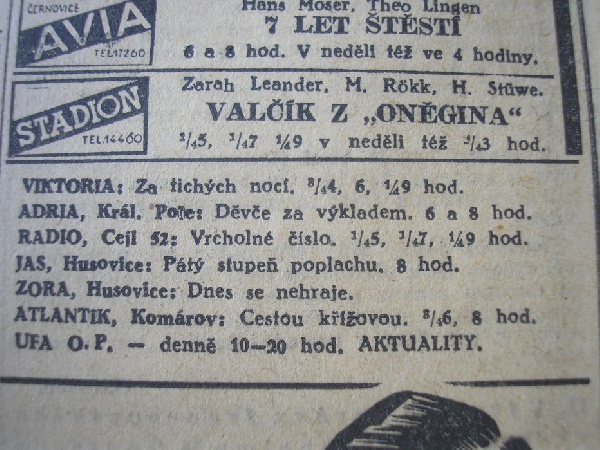 Hans Moser, Theo Lingen
ČERNOVICE
AVIA
TEL.17260
7 LET ŠTĚSTÍ
6 a 8 hod. V neděli též ve 4 hodiny.
Zarah Leander, M. Rökk, H. Stüwe.
STADION
TEL.14460
VALČÍK Z „ONĚGINA“
¹/₄5, ¹/₄7 ¹/₄9 v neděli též ³/₄3 hod.
VIKTORIA: Za tichých nocí. ³/₄4, 6, ¹/₄9 hod.
ADRIA, Král. Pole: Děvče za výkladem. 6 a 8 hod.
RADIO, Cejl 52: Vrcholné číslo. ¹/₄5, ¹/₄7, ¹/₄9 hod.
JAS, Husovice: Pátý stupeň poplachu. 8 hod.
ZORA, Husovice: Dnes se nehraje.
ATLANTIK, Komárov: Cestou křížovou. ³/₄6, 8 hod.
UFA O. P. — denně 10—20 hod. AKTUALITY.